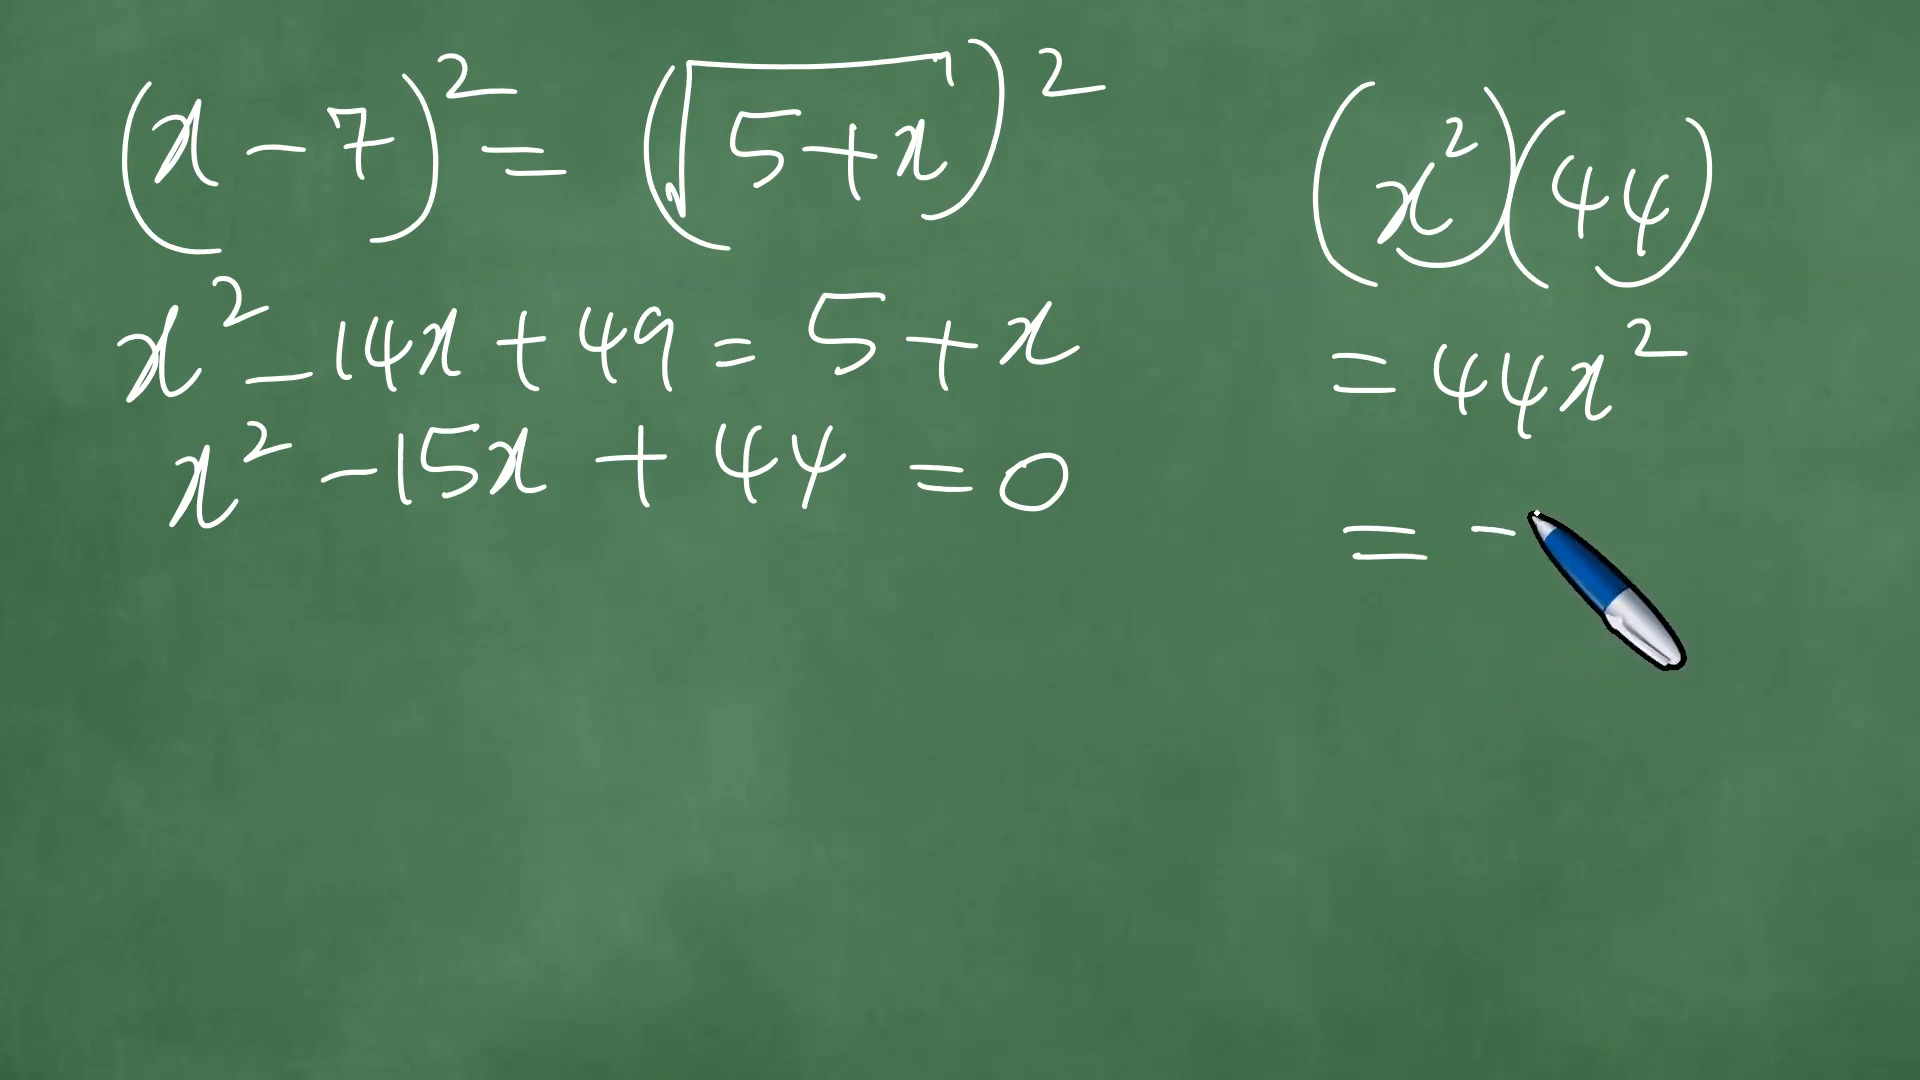 (x - 7)² = (√(5+x))²
x² - 14x + 49 = 5 + x
x² - 15x + 44 = 0
(x²)(44)
= 44x²
= -